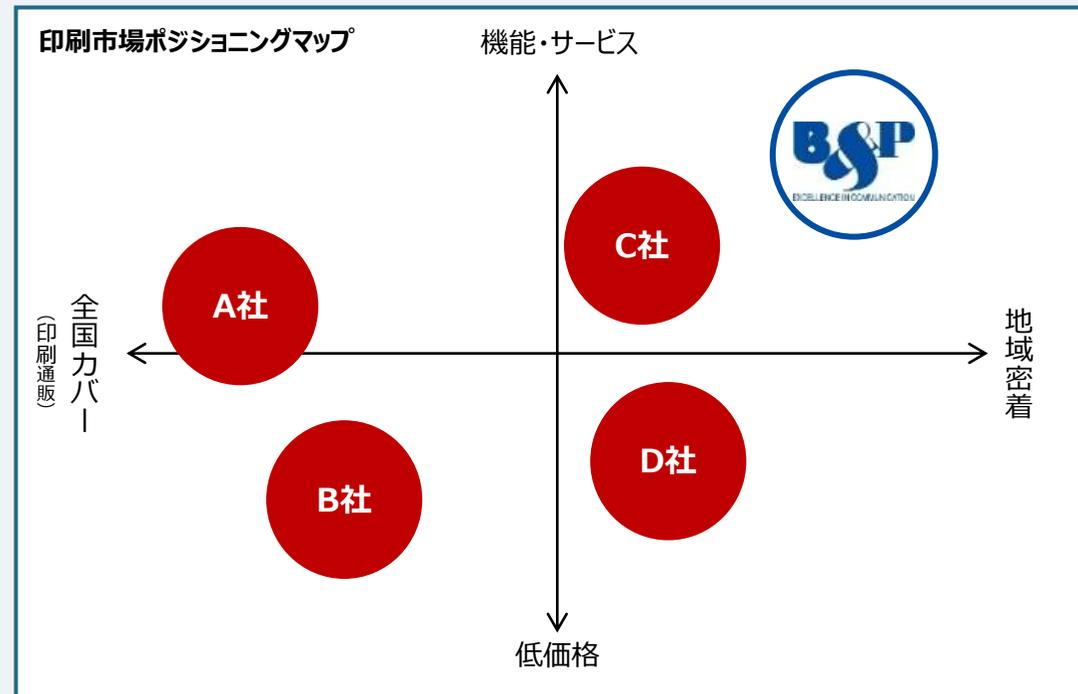 印刷市場ポジショニングマップ
機能・サービス
B&P
EXCELLENCE IN COMMUNICATION
C社
A社
全国カバー
（印刷通販）
地域密着
D社
B社
低価格